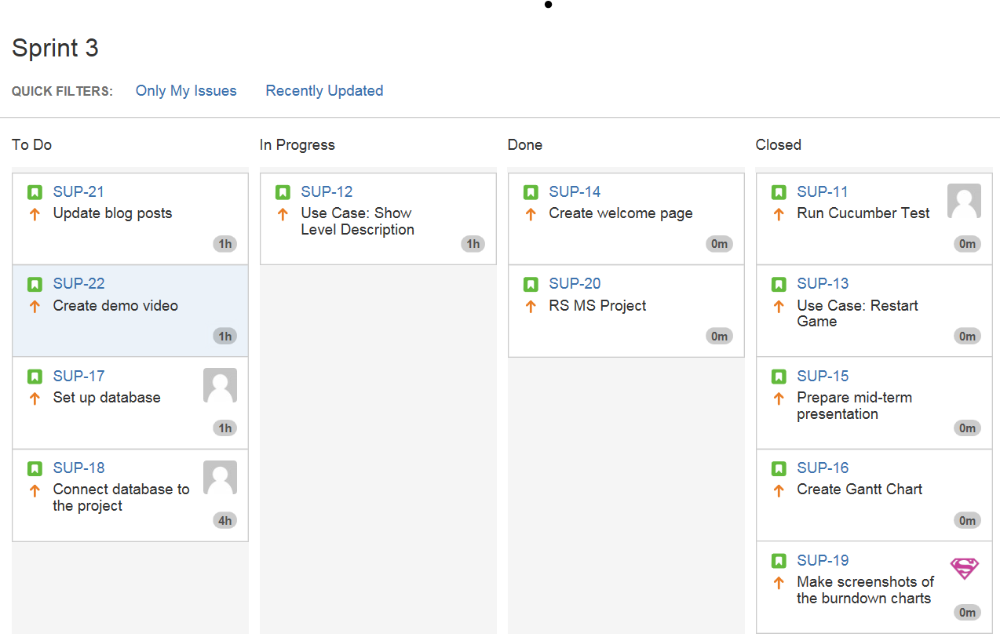 Sprint 3
QUICK FILTERS: Only My Issues Recently Updated
To Do
SUP-21
Update blog posts
1h
SUP-22
Create demo video
1h
SUP-17
Set up database
1h
SUP-18
Connect database to
the project
4h
In Progress
SUP-12
Use Case: Show
Level Description
1h
Done
SUP-14
Create welcome page
0m
SUP-20
RS MS Project
0m
Closed
SUP-11
Run Cucumber Test
0m
SUP-13
Use Case: Restart
Game
0m
SUP-15
Prepare mid-term
presentation
0m
SUP-16
Create Gantt Chart
0m
SUP-19
Make screenshots of
the burndown charts
0m